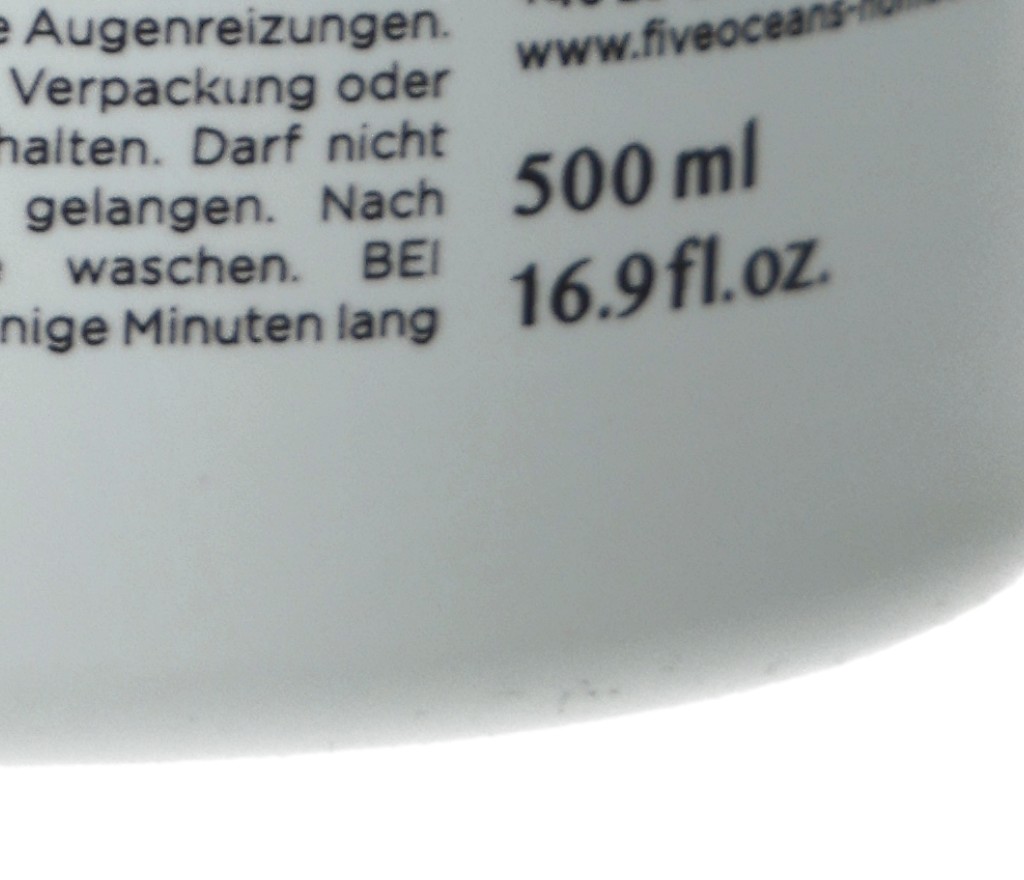 Augenreizungen.
Verpackung oder
halten. Darf nicht
gelangen. Nach
waschen. BEI
nige Minuten lang
www.fiveoceans-
500 ml
16.9 fl.oz.